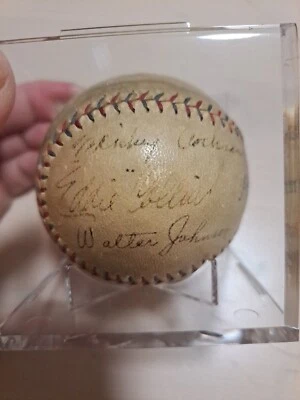 Mickey Cochrane
Eddie Collins
Walter Johnson